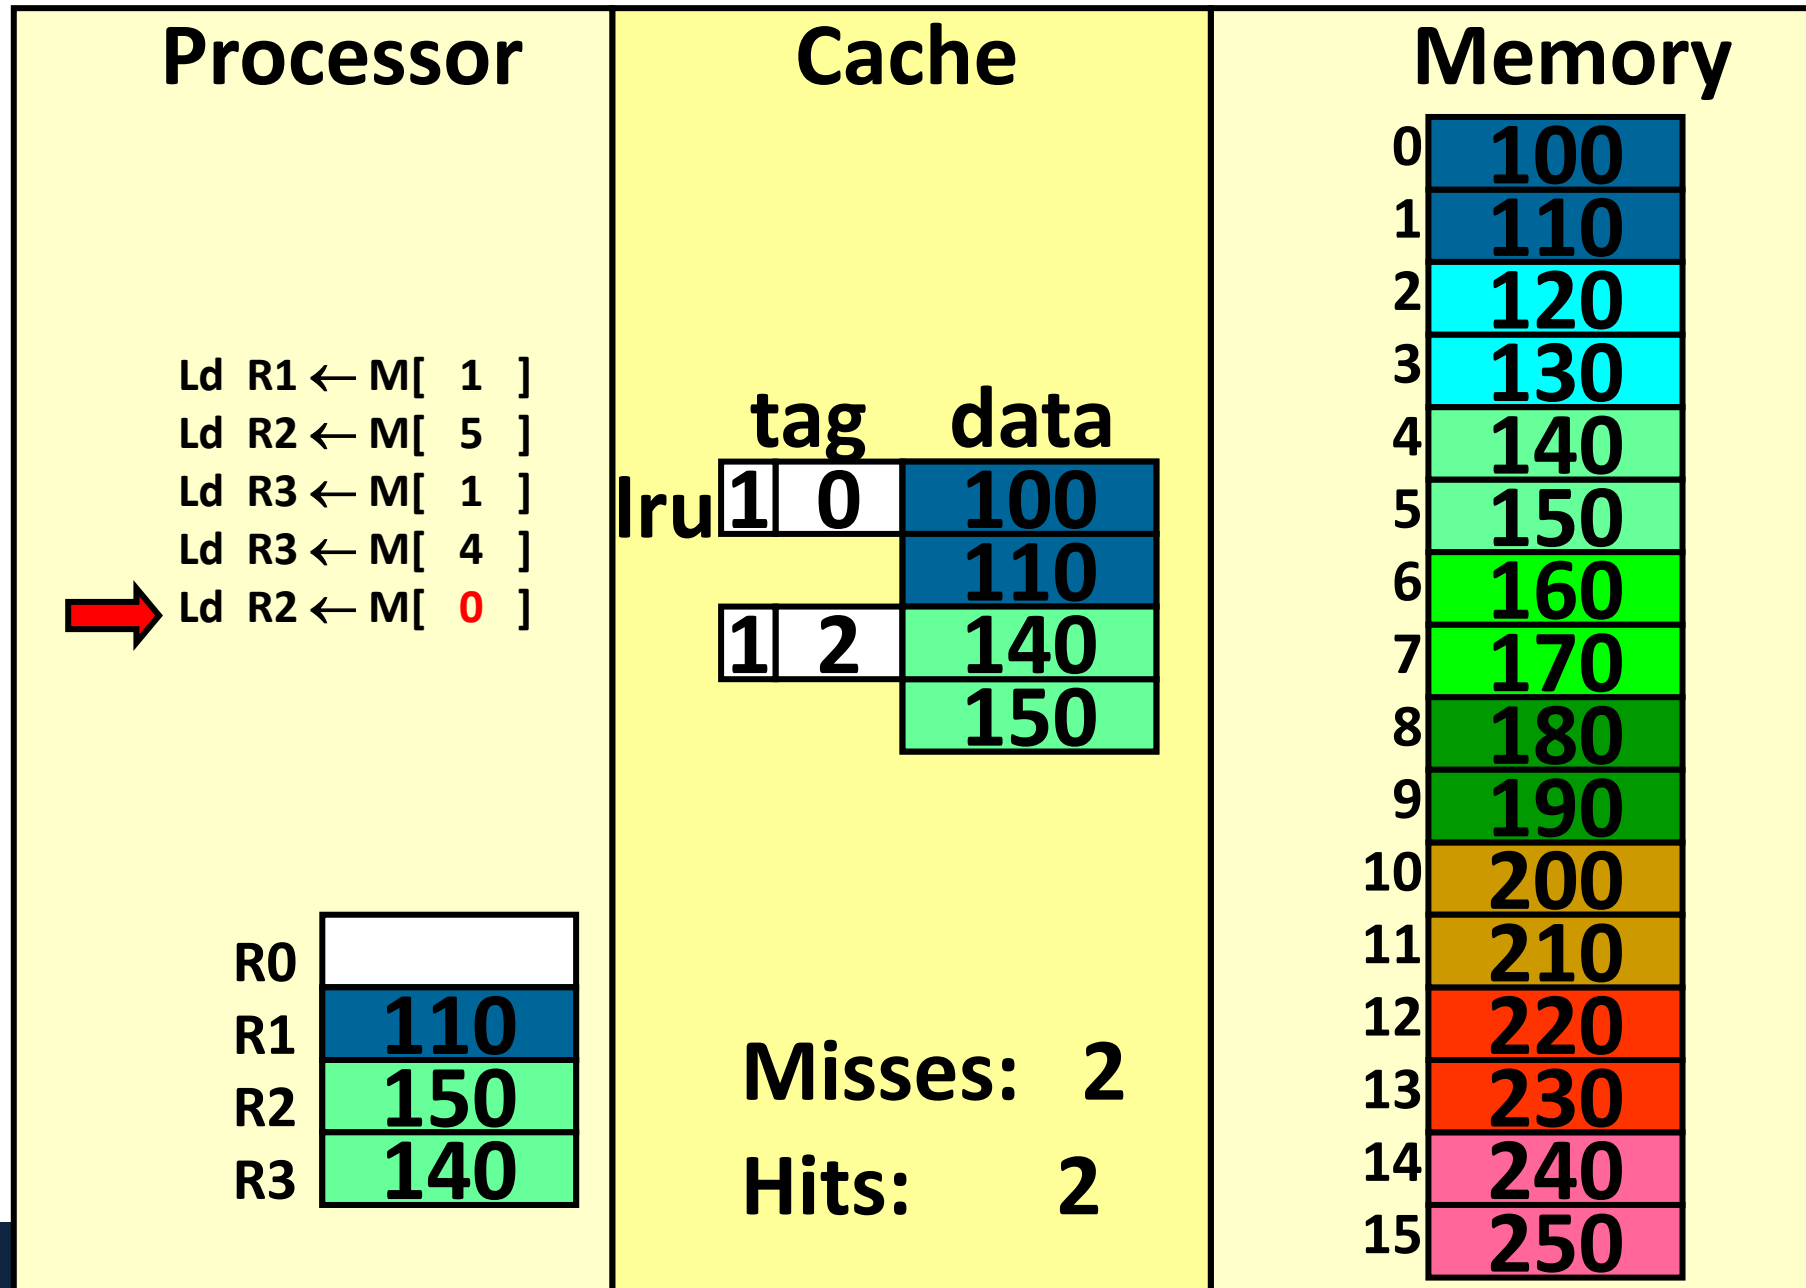 Processor
Cache
Memory
Ld R1 ← M[ 1 ]
Ld R2 ← M[ 5 ]
Ld R3 ← M[ 1 ]
Ld R3 ← M[ 4 ]
Ld R2 ← M[ 0 ]
R0
R1 110
R2 150
R3 140
tag data
lru 1 0 100
110
1 2 140
150
Misses: 2
Hits: 2
0 100
1 110
2 120
3 130
4 140
5 150
6 160
7 170
8 180
9 190
10 200
11 210
12 220
13 230
14 240
15 250